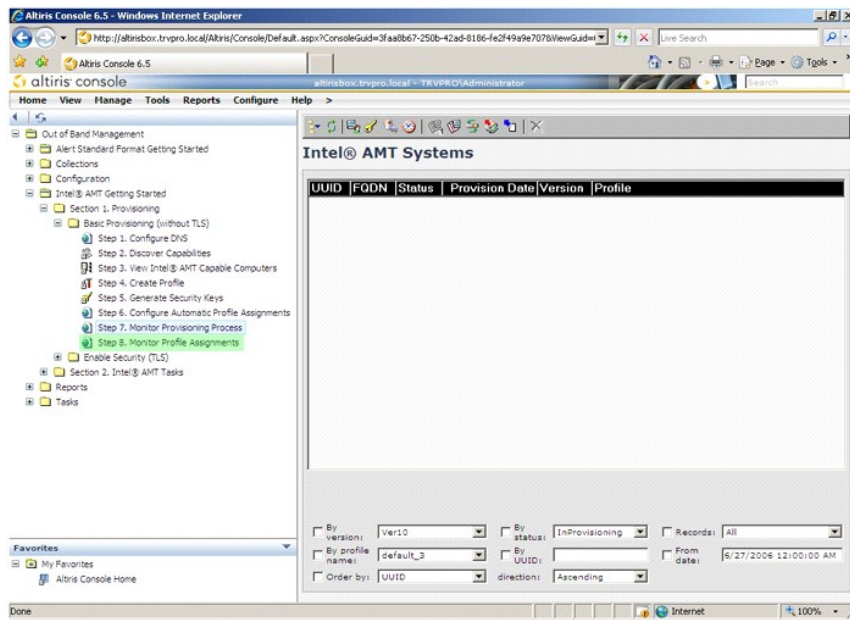 Altiris Console 6.5 - Windows Internet Explorer
http://altirisbox.trvpro.local/Altiris/Console/Default.aspx?ConsoleGuid=3faa8b67-250b-42ad-8186-fe2f49a9e707&ViewGuid=
Live Search
Altiris Console 6.5
Page
Tools
altiris console
altirisbox.trvpro.local - TRVPRO\Administrator
Search
Home View Manage Tools Reports Configure Help >
Out of Band Management
Alert Standard Format Getting Started
Collections
Configuration
Intel® AMT Getting Started
Section 1. Provisioning
Basic Provisioning (without TLS)
Step 1. Configure DNS
Step 2. Discover Capabilities
Step 3. View Intel® AMT Capable Computers
Step 4. Create Profile
Step 5. Generate Security Keys
Step 6. Configure Automatic Profile Assignments
Step 7. Monitor Provisioning Process
Step 8. Monitor Profile Assignments
Enable Security (TLS)
Section 2. Intel® AMT Tasks
Reports
Tasks
Intel® AMT Systems
UUID FQDN Status Provision Date Version Profile
By version: Ver10 By status: InProvisioning Records: All
By profile name: default_3 By UUID: From date: 6/27/2006 12:00:00 AM
Order by: UUID direction: Ascending
Favorites
My Favorites
Altiris Console Home
Done
Internet
100%